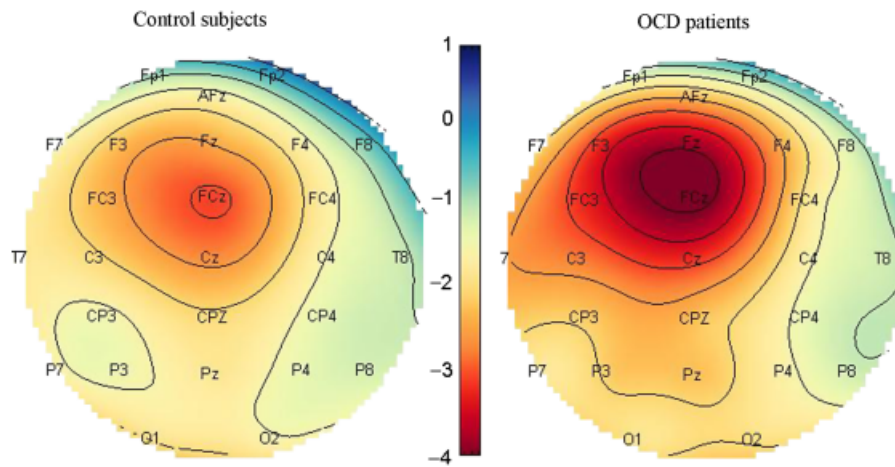 Control subjects
OCD patients
1
0
−1
−2
−3
−4
Fp1 Fp2
AFz
F7 F3 Fz F4 F8
FC3 FCz FC4
T7 C3 Cz C4 T8
CP3 CPZ CP4
P7 P3 Pz P4 P8
O1 O2
Fp1 Fp2
AFz
F7 F3 Fz F4 F8
FC3 FCz FC4
7 C3 Cz C4 T8
CP3 CPZ CP4
P7 P3 Pz P4 P8
O1 O2